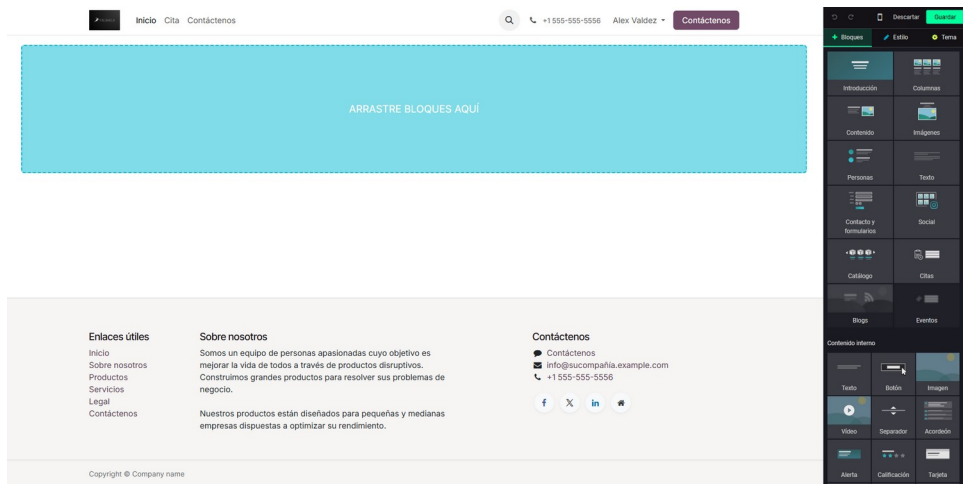 Inicio Cita Contáctenos
+1 555-555-5556 Alex Valdez Contáctenos
Descartar Guardar
Bloques Estilo Tema
ARRASTRE BLOQUES AQUÍ
Introducción Columnas
Contenido Imágenes
Personas Texto
Contacto y
formularios
Social
Catálogo Citas
Blogs Eventos
Contenido interno
Texto Botón Imagen
Vídeo Separador Acordeón
Alerta Calificación Tarjeta
Enlaces útiles
Inicio
Sobre nosotros
Productos
Servicios
Legal
Contáctenos
Sobre nosotros
Somos un equipo de personas apasionadas cuyo objetivo es
mejorar la vida de todos a través de productos disruptivos.
Construimos grandes productos para resolver sus problemas de
negocio.
Nuestros productos están diseñados para pequeñas y medianas
empresas dispuestas a optimizar su rendimiento.
Contáctenos
Contáctenos
info@sucompañía.example.com
+1 555-555-5556
Copyright © Company name